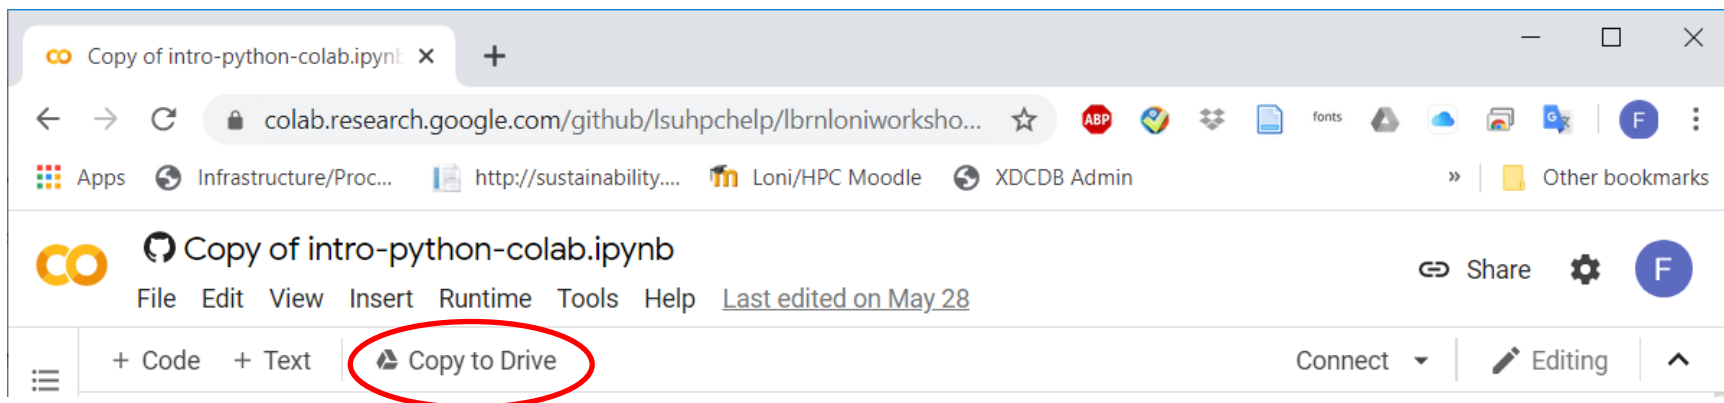 Copy of intro-python-colab.ipynb
colab.research.google.com/github/lsuhpchelp/lbrnloniworksho... ABP fonts F
Apps Infrastructure/Proc... http://sustainability.... Loni/HPC Moodle XDCDB Admin » Other bookmarks
CO Copy of intro-python-colab.ipynb Share F
File Edit View Insert Runtime Tools Help Last edited on May 28
+ Code + Text Copy to Drive Connect Editing